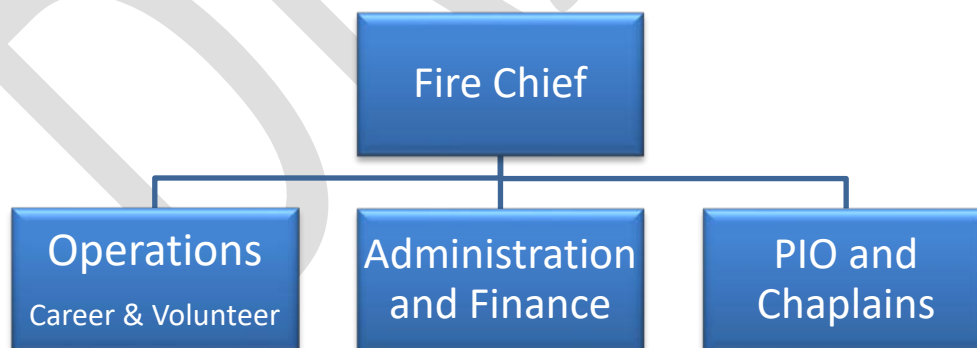 Fire Chief
Operations
Career & Volunteer
Administration
and Finance
PIO and
Chaplains